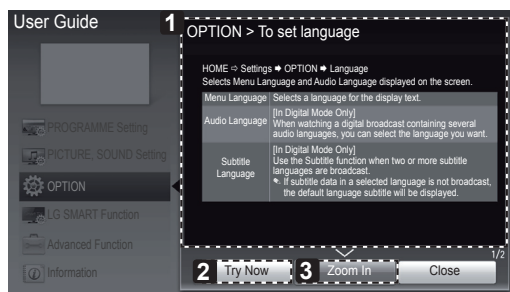 User Guide
1
OPTION > To set language
HOME ⇨ Settings ➡ OPTION ➡ Language
Selects Menu Language and Audio Language displayed on the screen.
Menu Language Selects a language for the display text.
Audio Language
[In Digital Mode Only]
When watching a digital broadcast containing several
audio languages, you can select the language you want.
Subtitle
Language
[In Digital Mode Only]
Use the Subtitle function when two or more subtitle
languages are broadcast.
If subtitle data in a selected language is not broadcast,
the default language subtitle will be displayed.
PROGRAMME Setting
PICTURE, SOUND Setting
OPTION
LG SMART Function
Advanced Function
Information
1/2
2 Try Now
3 Zoom In
Close